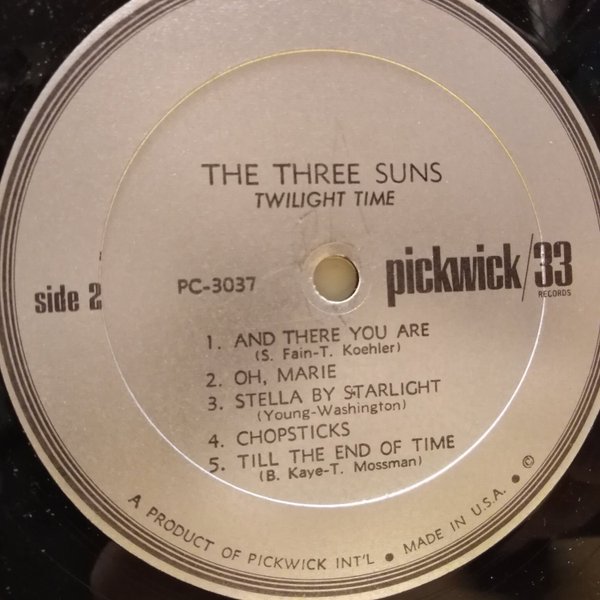 THE THREE SUNS
TWILIGHT TIME
side 2
PC-3037
pickwick/33
RECORDS
1. AND THERE YOU ARE
(S. Fain-T. Koehler)
2. OH, MARIE
3. STELLA BY STARLIGHT
(Young-Washington)
4. CHOPSTICKS
5. TILL THE END OF TIME
(B. Kaye-T. Mossman)
A PRODUCT OF PICKWICK INT'L • MADE IN U.S.A. • ©